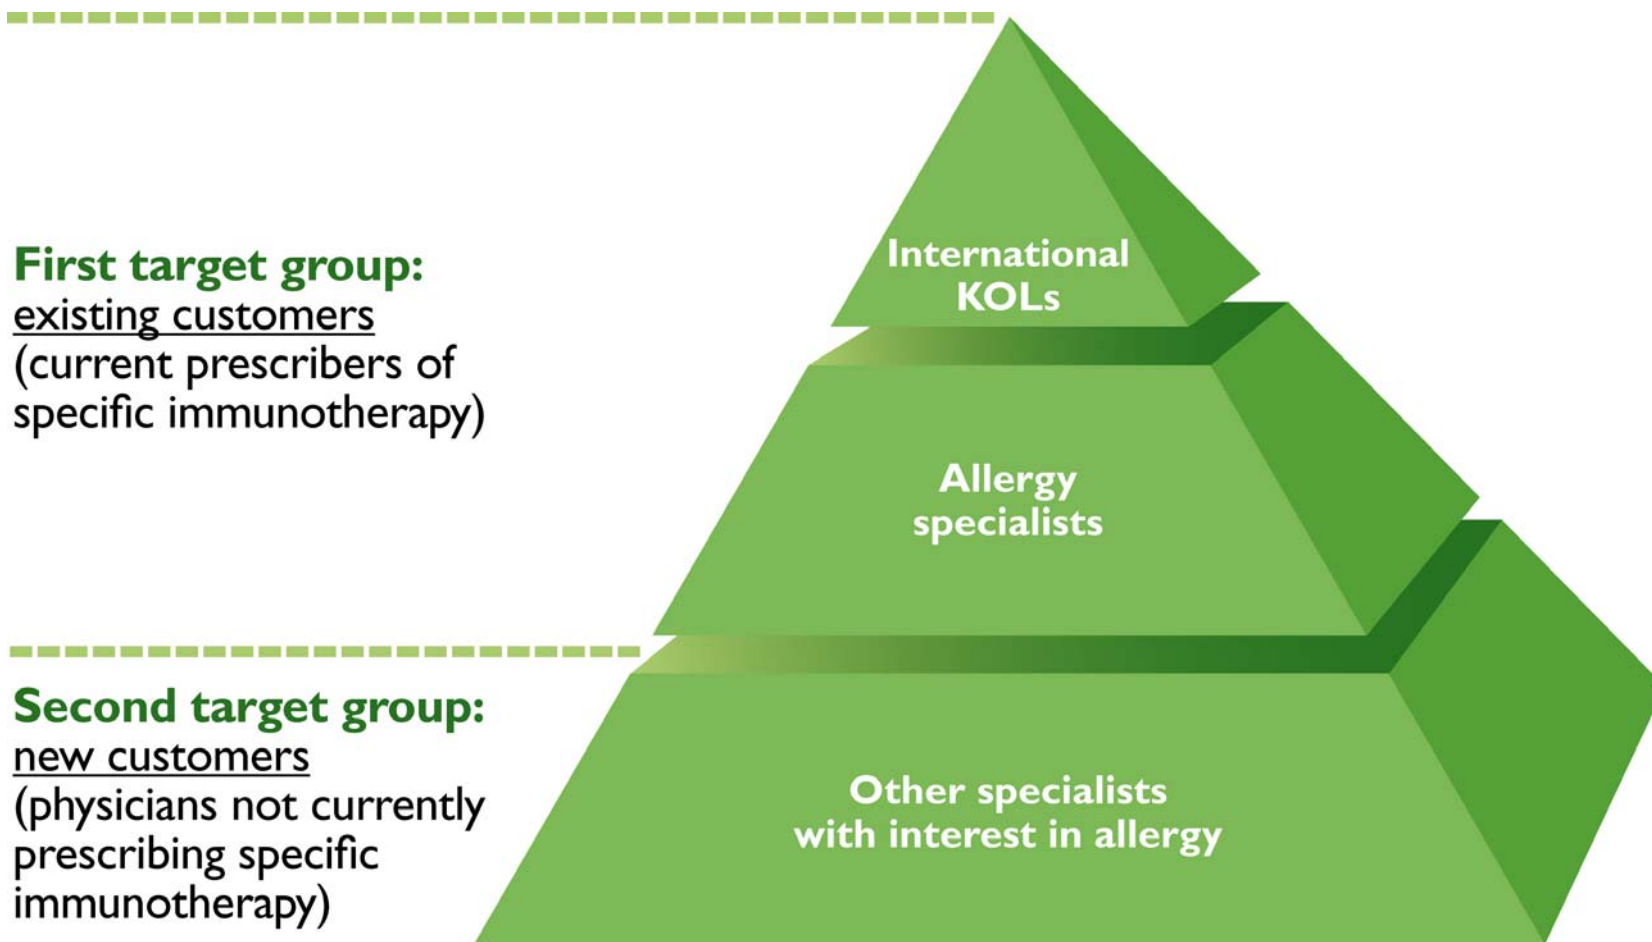 First target group:
existing customers
(current prescribers of
specific immunotherapy)
International
KOLs
Allergy
specialists
Second target group:
new customers
(physicians not currently
prescribing specific
immunotherapy)
Other specialists
with interest in allergy